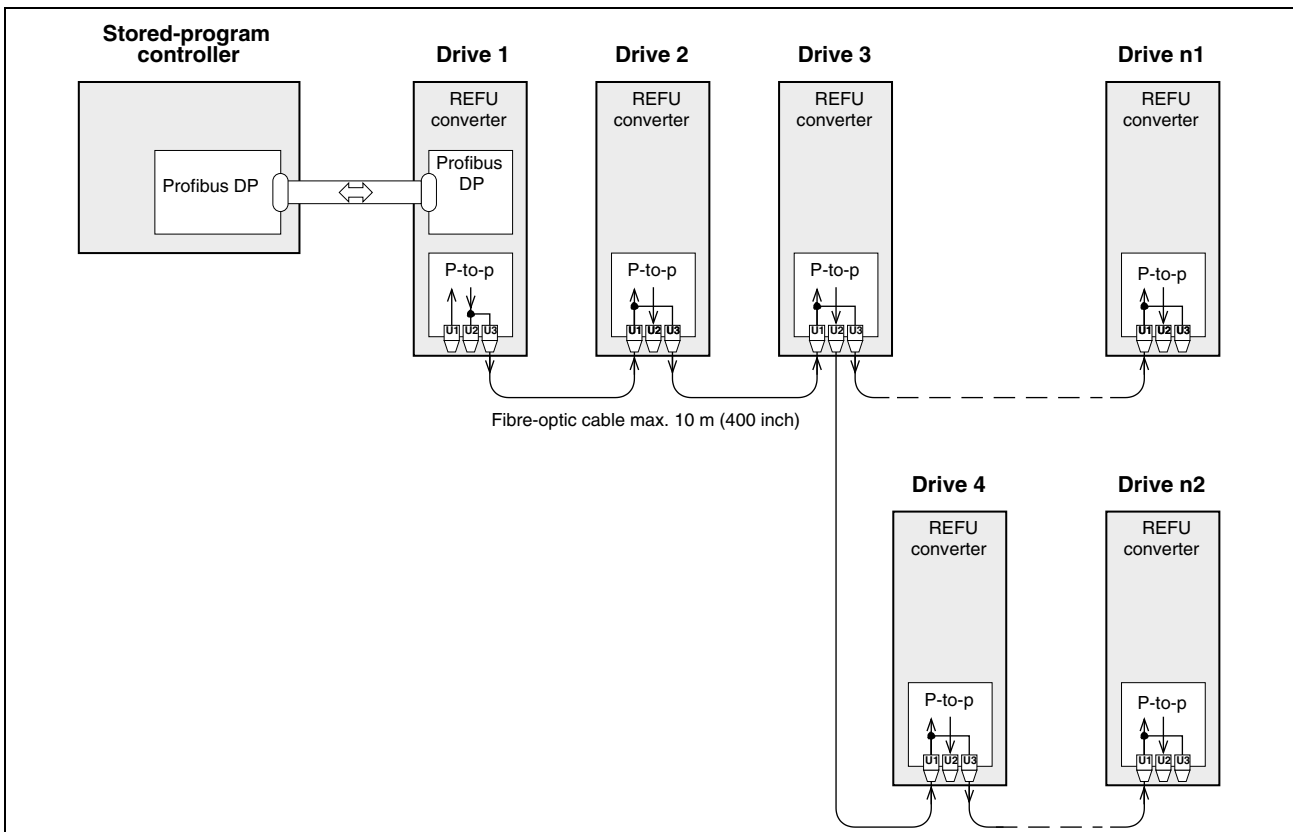 Stored-program
controller
Drive 1
Drive 2
Drive 3
Drive n1
REFU
converter
REFU
converter
REFU
converter
REFU
converter
Profibus DP
Profibus
DP
P-to-p
P-to-p
P-to-p
P-to-p
U1 U2 U3
U1 U2 U3
U1 U2 U3
U1 U2 U3
Fibre-optic cable max. 10 m (400 inch)
Drive 4
Drive n2
REFU
converter
REFU
converter
P-to-p
P-to-p
U1 U2 U3
U1 U2 U3